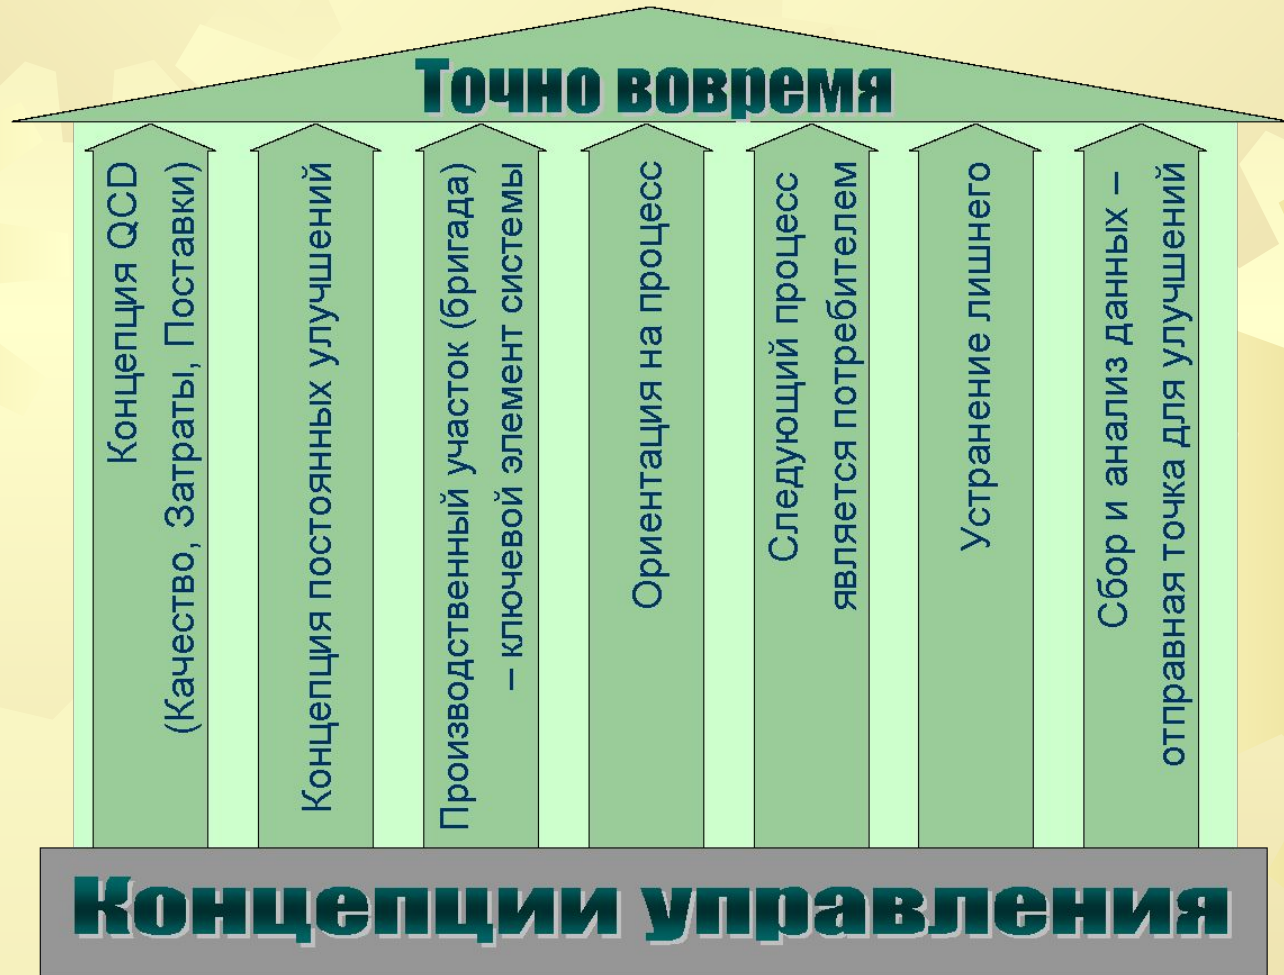 Точно вовремя
Концепция QCD
(Качество, Затраты, Поставки)
Концепция постоянных улучшений
Производственный участок (бригада)
– ключевой элемент системы
Ориентация на процесс
Следующий процесс
является потребителем
Устранение лишнего
Сбор и анализ данных –
отправная точка для улучшений
Концепции управления